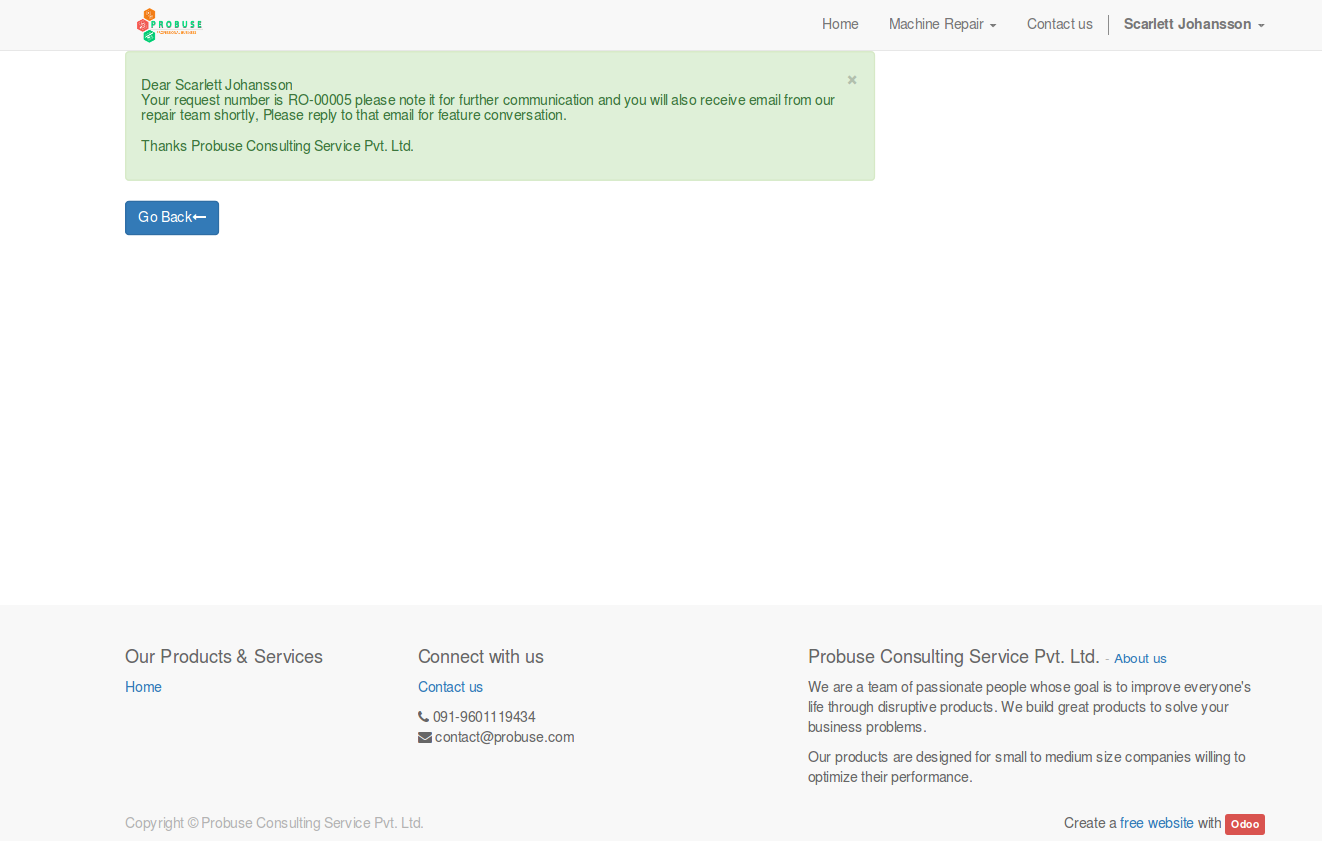 PROBUSE
Home
Machine Repair
Contact us
Scarlett Johansson
×
Dear Scarlett Johansson
Your request number is RO-00005 please note it for further communication and you will also receive email from our
repair team shortly, Please reply to that email for feature conversation.
Thanks Probuse Consulting Service Pvt. Ltd.
Go Back
Our Products & Services
Home
Connect with us
Contact us
091-9601119434
contact@probuse.com
Probuse Consulting Service Pvt. Ltd. - About us
We are a team of passionate people whose goal is to improve everyone's
life through disruptive products. We build great products to solve your
business problems.
Our products are designed for small to medium size companies willing to
optimize their performance.
Copyright © Probuse Consulting Service Pvt. Ltd.
Create a free website with Odoo